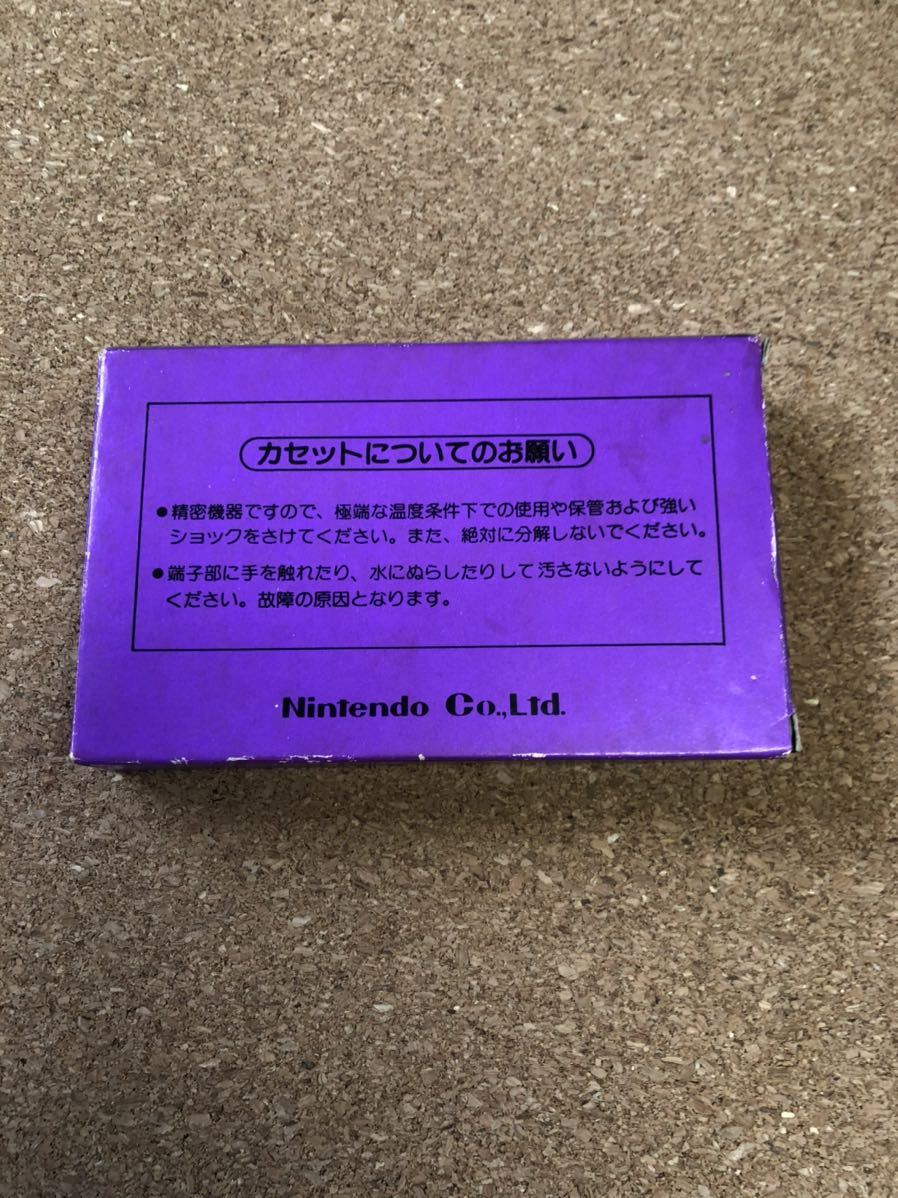 カセットについてのお願い
●精密機器ですので、極端な温度条件下での使用や保管および強い
ショックをさけてください。また、絶対に分解しないでください。
●端子部に手を触れたり、水にぬらしたりして汚さないようにして
ください。故障の原因となります。
Nintendo Co.,Ltd.